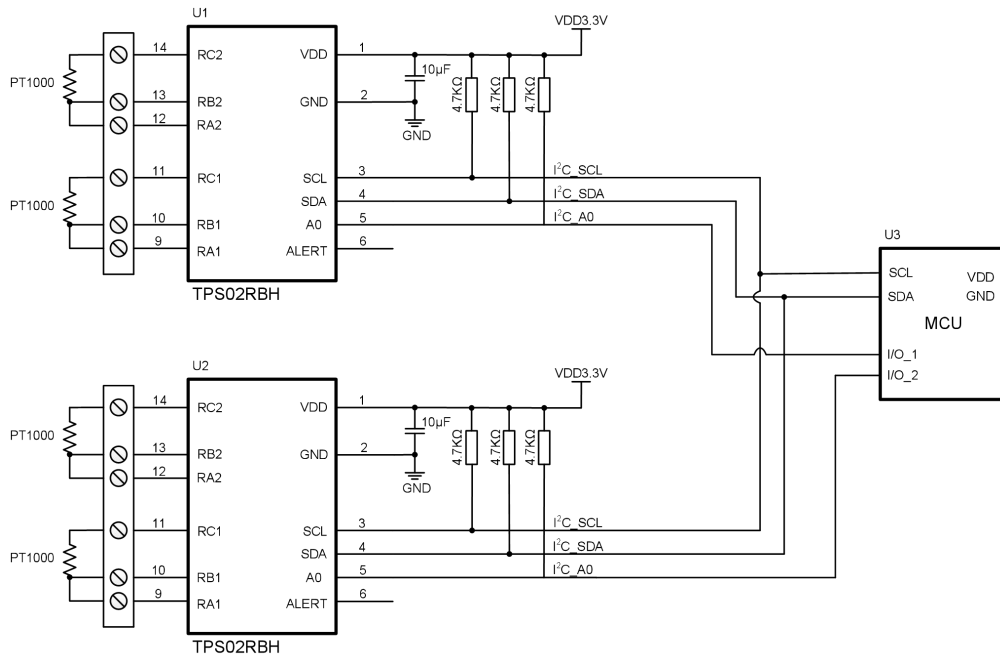 U1
VDD3.3V
14 RC2 VDD 1
10μF
4.7KΩ 4.7KΩ 4.7KΩ
PT1000
13 RB2 GND 2
12 RA2
GND
11 RC1 SCL 3 I²C_SCL
PT1000
SDA 4 I²C_SDA
10 RB1 A0 5 I²C_A0
9 RA1 ALERT 6
TPS02RBH
U3
SCL VDD
SDA GND
MCU
I/O_1
I/O_2
U2
VDD3.3V
14 RC2 VDD 1
10μF
4.7KΩ 4.7KΩ 4.7KΩ
PT1000
13 RB2 GND 2
12 RA2
GND
11 RC1 SCL 3 I²C_SCL
PT1000
SDA 4 I²C_SDA
10 RB1 A0 5 I²C_A0
9 RA1 ALERT 6
TPS02RBH